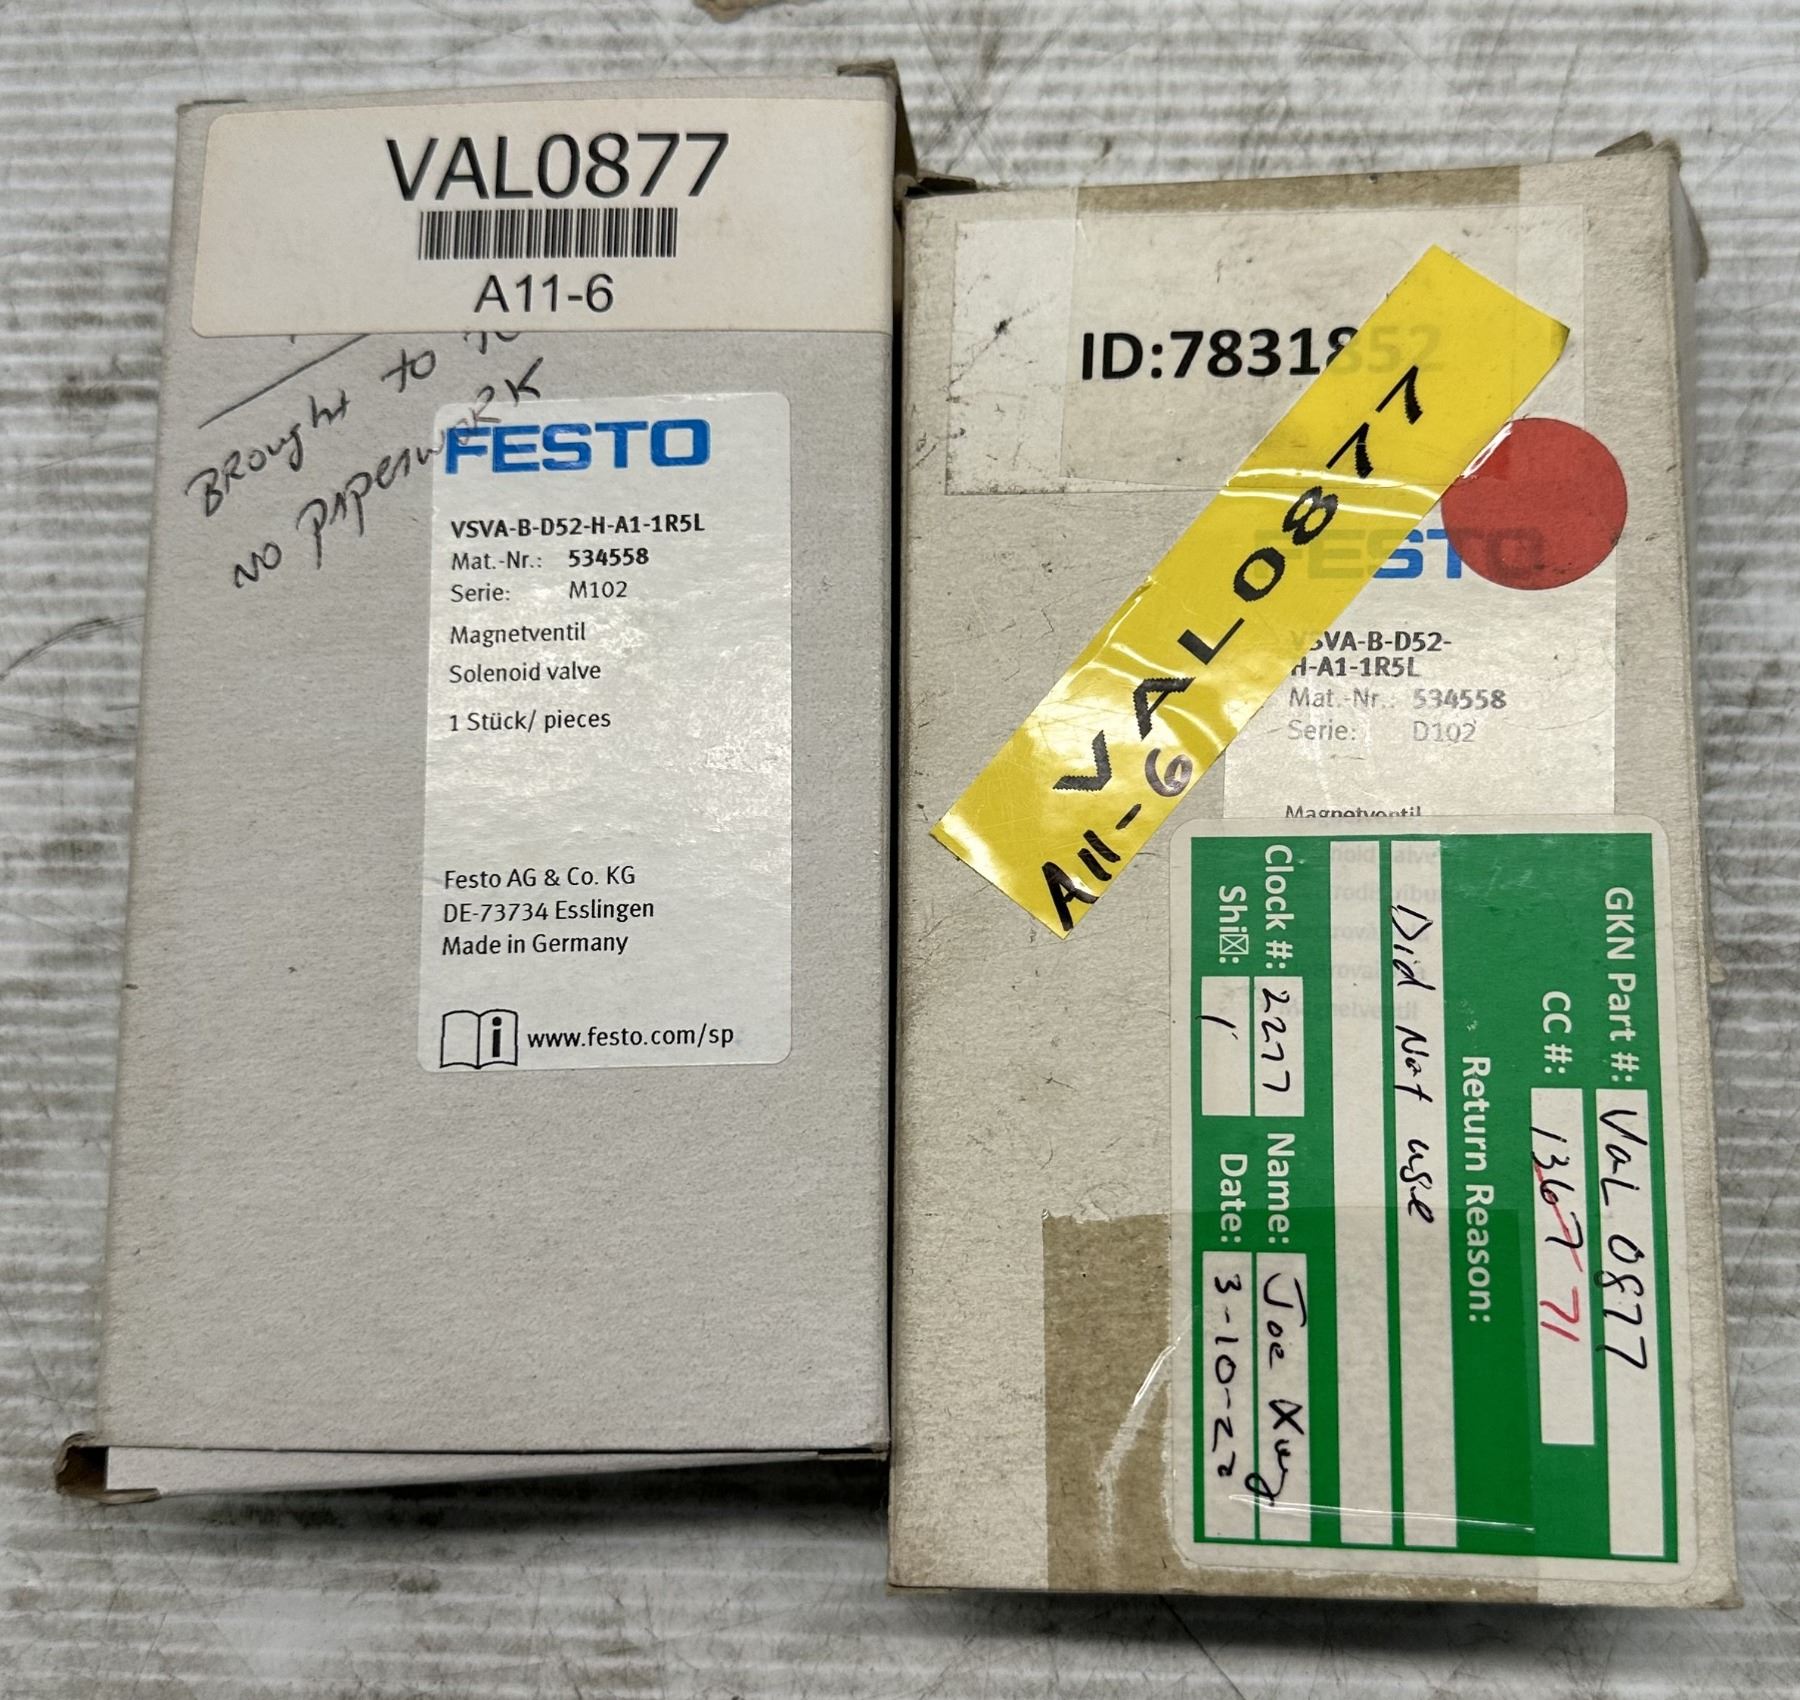 VAL0877
A11-6
Brought to
no paperwork
FESTO
VSVA-B-D52-H-A1-1R5L
Mat.-Nr.: 534558
Serie: M102
Magnetventil
Solenoid valve
1 Stück/ pieces
Festo AG & Co. KG
DE-73734 Esslingen
Made in Germany
i www.festo.com/sp
ID:7831852
VAL0877
A11-6
FESTO
VSVA-B-D52-
H-A1-1R5L
Mat.-Nr.: 534558
Serie: D102
Magnetventil
GKN Part #: VaL 0877
CC #: 1367 71
Return Reason:
Did Not use
Clock #: 2277 Name: Joe
Shi☒: 1 Date: 3-10-22